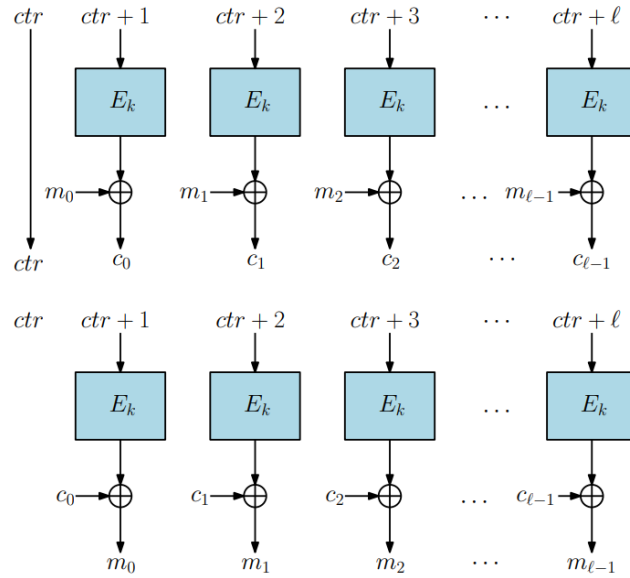 ctr ctr + 1 ctr + 2 ctr + 3 ⋯ ctr + ℓ
E_k E_k E_k ⋯ E_k
m_0 m_1 m_2 ⋯ m_{ℓ−1}
ctr c_0 c_1 c_2 ⋯ c_{ℓ−1}
ctr ctr + 1 ctr + 2 ctr + 3 ⋯ ctr + ℓ
E_k E_k E_k ⋯ E_k
c_0 c_1 c_2 ⋯ c_{ℓ−1}
m_0 m_1 m_2 ⋯ m_{ℓ−1}